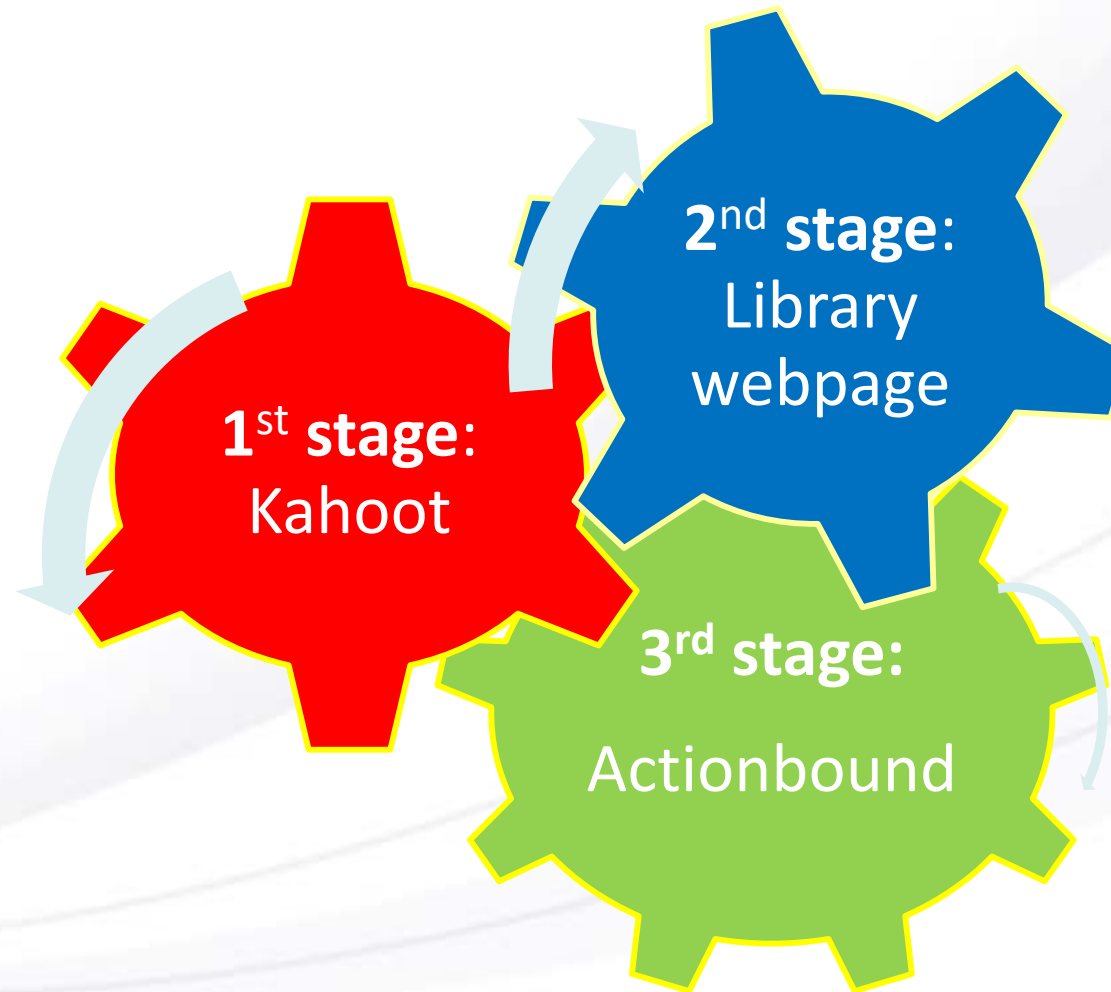 1st stage:
Kahoot
2nd stage:
Library
webpage
3rd stage:
Actionbound